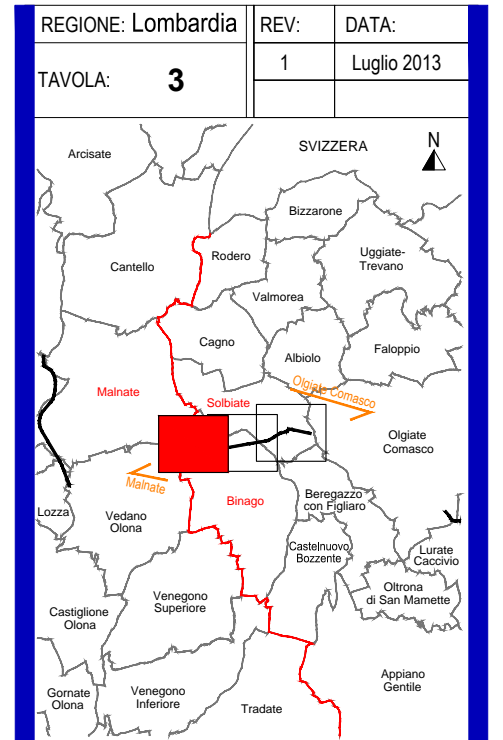 REGIONE: Lombardia
REV:
DATA:
TAVOLA: 3
1
Luglio 2013
Arcisate
SVIZZERA
N
Bizzarone
Cantello
Rodero
Uggiate-
Trevano
Valmorea
Cagno
Albiolo
Faloppio
Malnate
Solbiate
Olgiate Comasco
Olgiate
Comasco
Malnate
Binago
Beregazzo
con Figliaro
Lozza
Vedano
Olona
Castelnuovo
Bozzente
Lurate
Caccivio
Castiglione
Olona
Venegono
Superiore
Oltrona
di San Mamette
Gornate
Olona
Venegono
Inferiore
Tradate
Appiano
Gentile